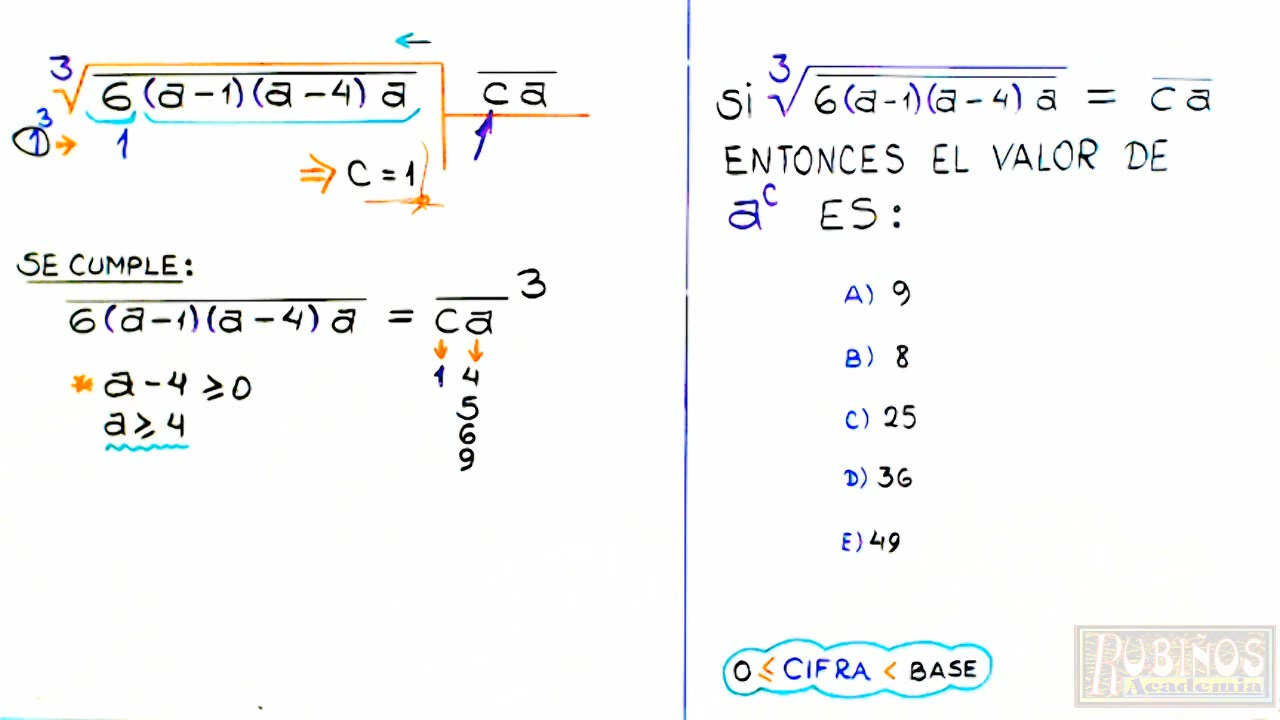 ←
³√6(a-1)(a-4)a | ca
1³ → 1
⇒ C = 1
SE CUMPLE:
6(a-1)(a-4)a = ca³
1 4
* a-4 ≥ 0
5
a ≥ 4
6
9
Si ³√6(a-1)(a-4)a = ca
ENTONCES EL VALOR DE
a^c ES:
A) 9
B) 8
C) 25
D) 36
E) 49
0 ≤ CIFRA < BASE
RUBIÑOS
Academia